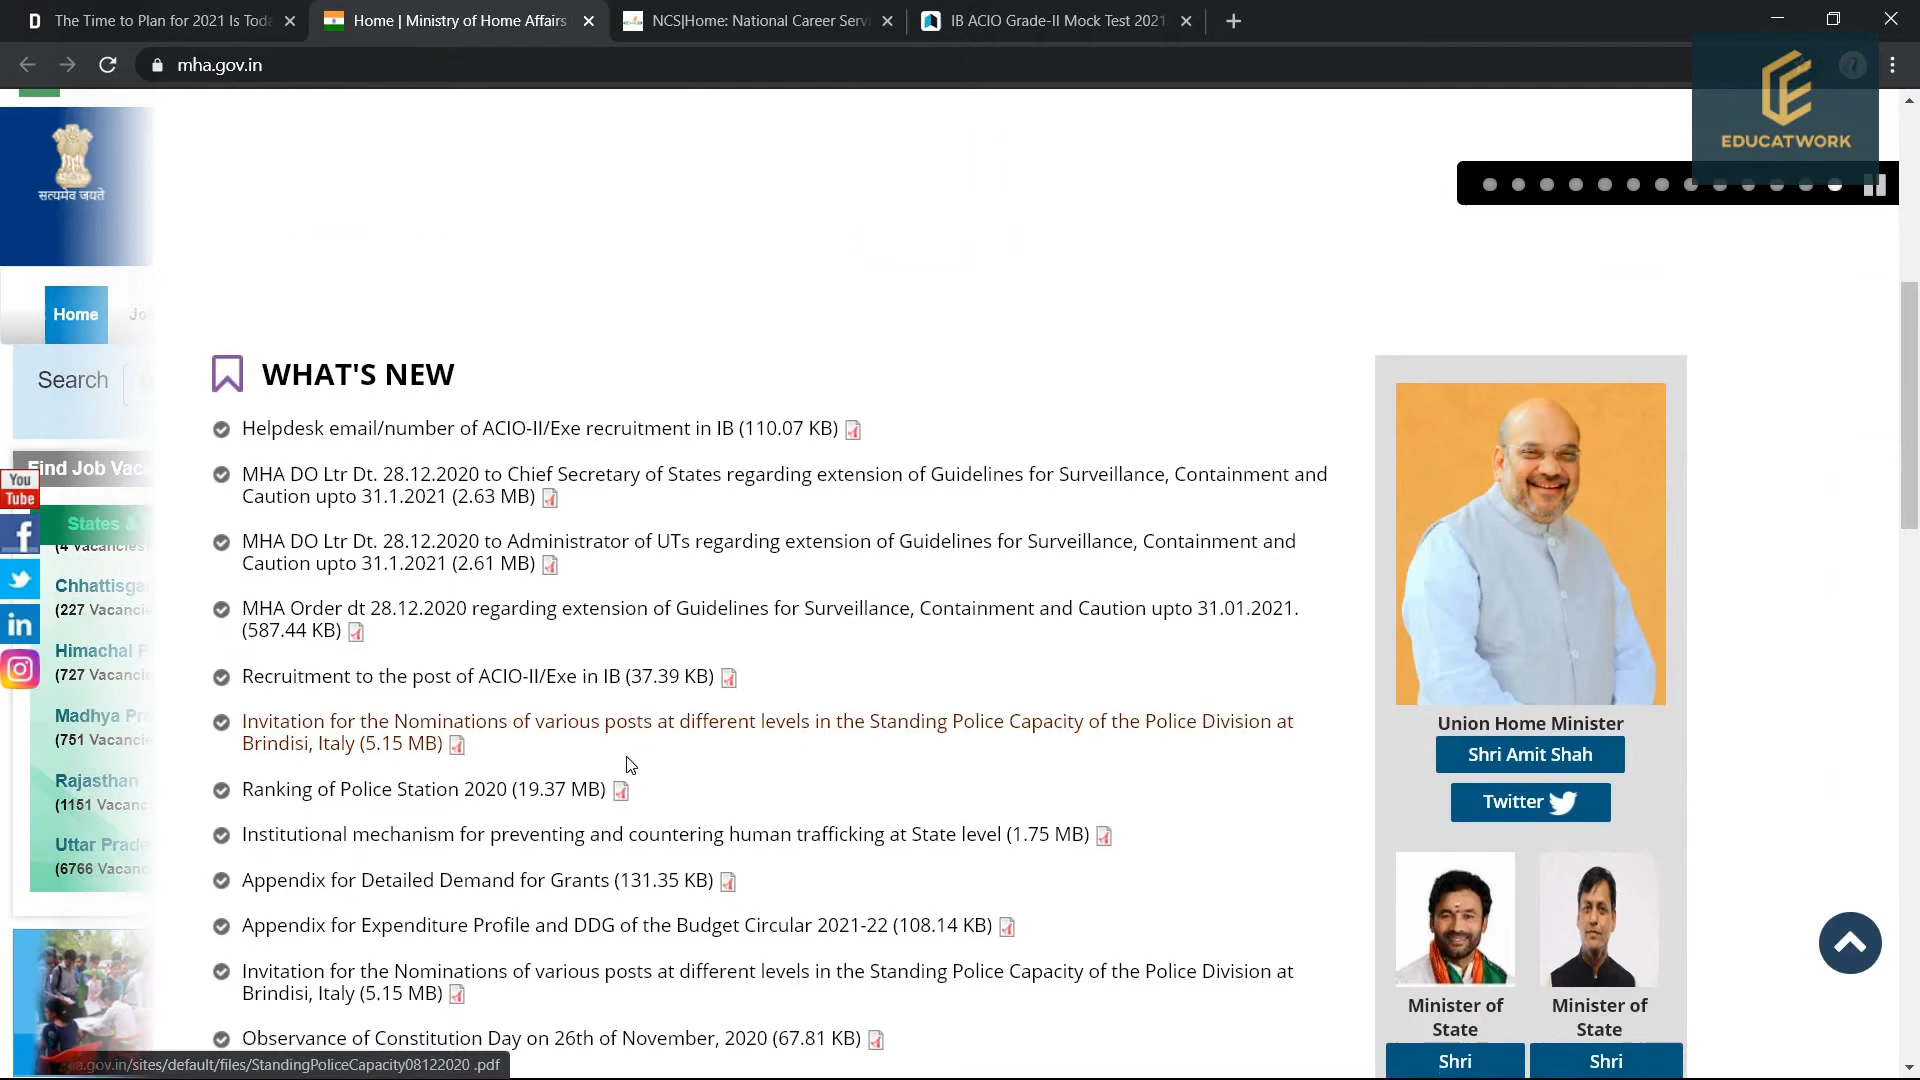 D The Time to Plan for 2021 Is Toda
Home | Ministry of Home Affairs
NCS|Home: National Career Serv
IB ACIO Grade-II Mock Test 2021
mha.gov.in
EDUCATWORK
सत्यमेव जयते
Home
Jo
Search
Find Job Vaca
States &
(4 Vacancies
Chhattisga
(227 Vacancie
Himachal P
(727 Vacancie
Madhya Pra
(751 Vacancie
Rajasthan
(1151 Vacanc
Uttar Prade
(6766 Vacanc
You
Tube
WHAT'S NEW
Helpdesk email/number of ACIO-II/Exe recruitment in IB (110.07 KB)
MHA DO Ltr Dt. 28.12.2020 to Chief Secretary of States regarding extension of Guidelines for Surveillance, Containment and
Caution upto 31.1.2021 (2.63 MB)
MHA DO Ltr Dt. 28.12.2020 to Administrator of UTs regarding extension of Guidelines for Surveillance, Containment and
Caution upto 31.1.2021 (2.61 MB)
MHA Order dt 28.12.2020 regarding extension of Guidelines for Surveillance, Containment and Caution upto 31.01.2021.
(587.44 KB)
Recruitment to the post of ACIO-II/Exe in IB (37.39 KB)
Invitation for the Nominations of various posts at different levels in the Standing Police Capacity of the Police Division at
Brindisi, Italy (5.15 MB)
Ranking of Police Station 2020 (19.37 MB)
Institutional mechanism for preventing and countering human trafficking at State level (1.75 MB)
Appendix for Detailed Demand for Grants (131.35 KB)
Appendix for Expenditure Profile and DDG of the Budget Circular 2021-22 (108.14 KB)
Invitation for the Nominations of various posts at different levels in the Standing Police Capacity of the Police Division at
Brindisi, Italy (5.15 MB)
Observance of Constitution Day on 26th of November, 2020 (67.81 KB)
Union Home Minister
Shri Amit Shah
Twitter
Minister of
State
Shri
Minister of
State
Shri
a.gov.in/sites/default/files/StandingPoliceCapacity08122020 .pdf